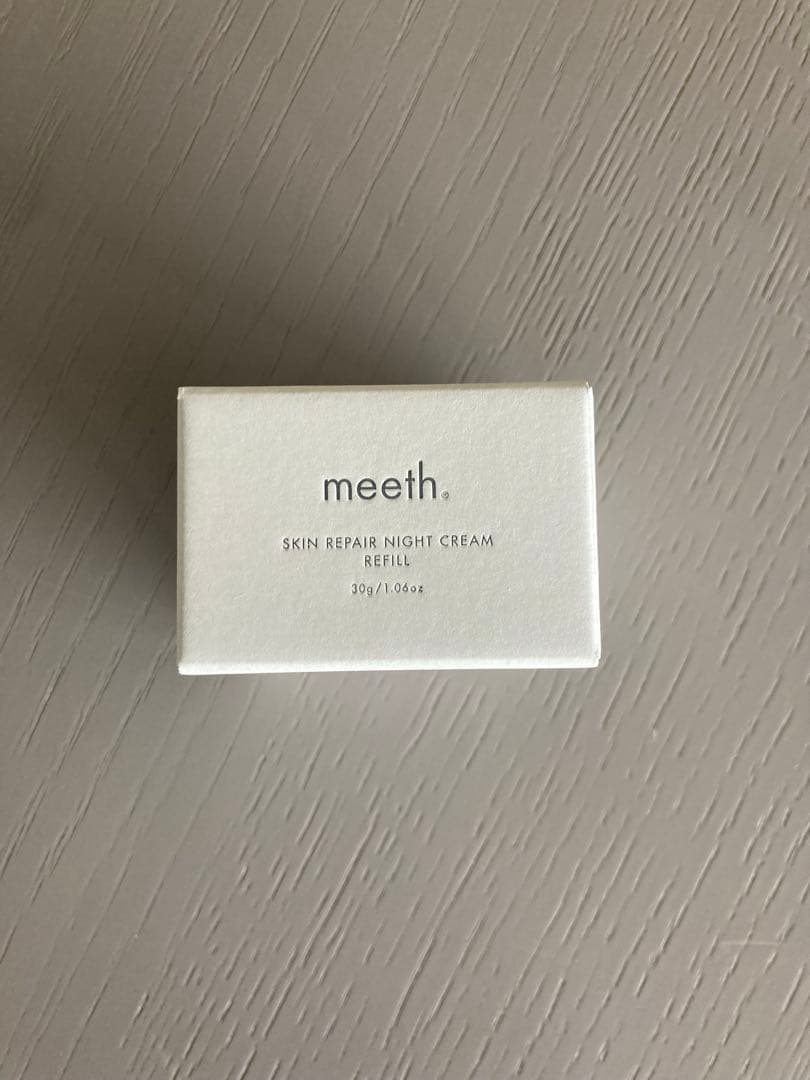 meeth.
SKIN REPAIR NIGHT CREAM
REFILL
30g/1.06oz